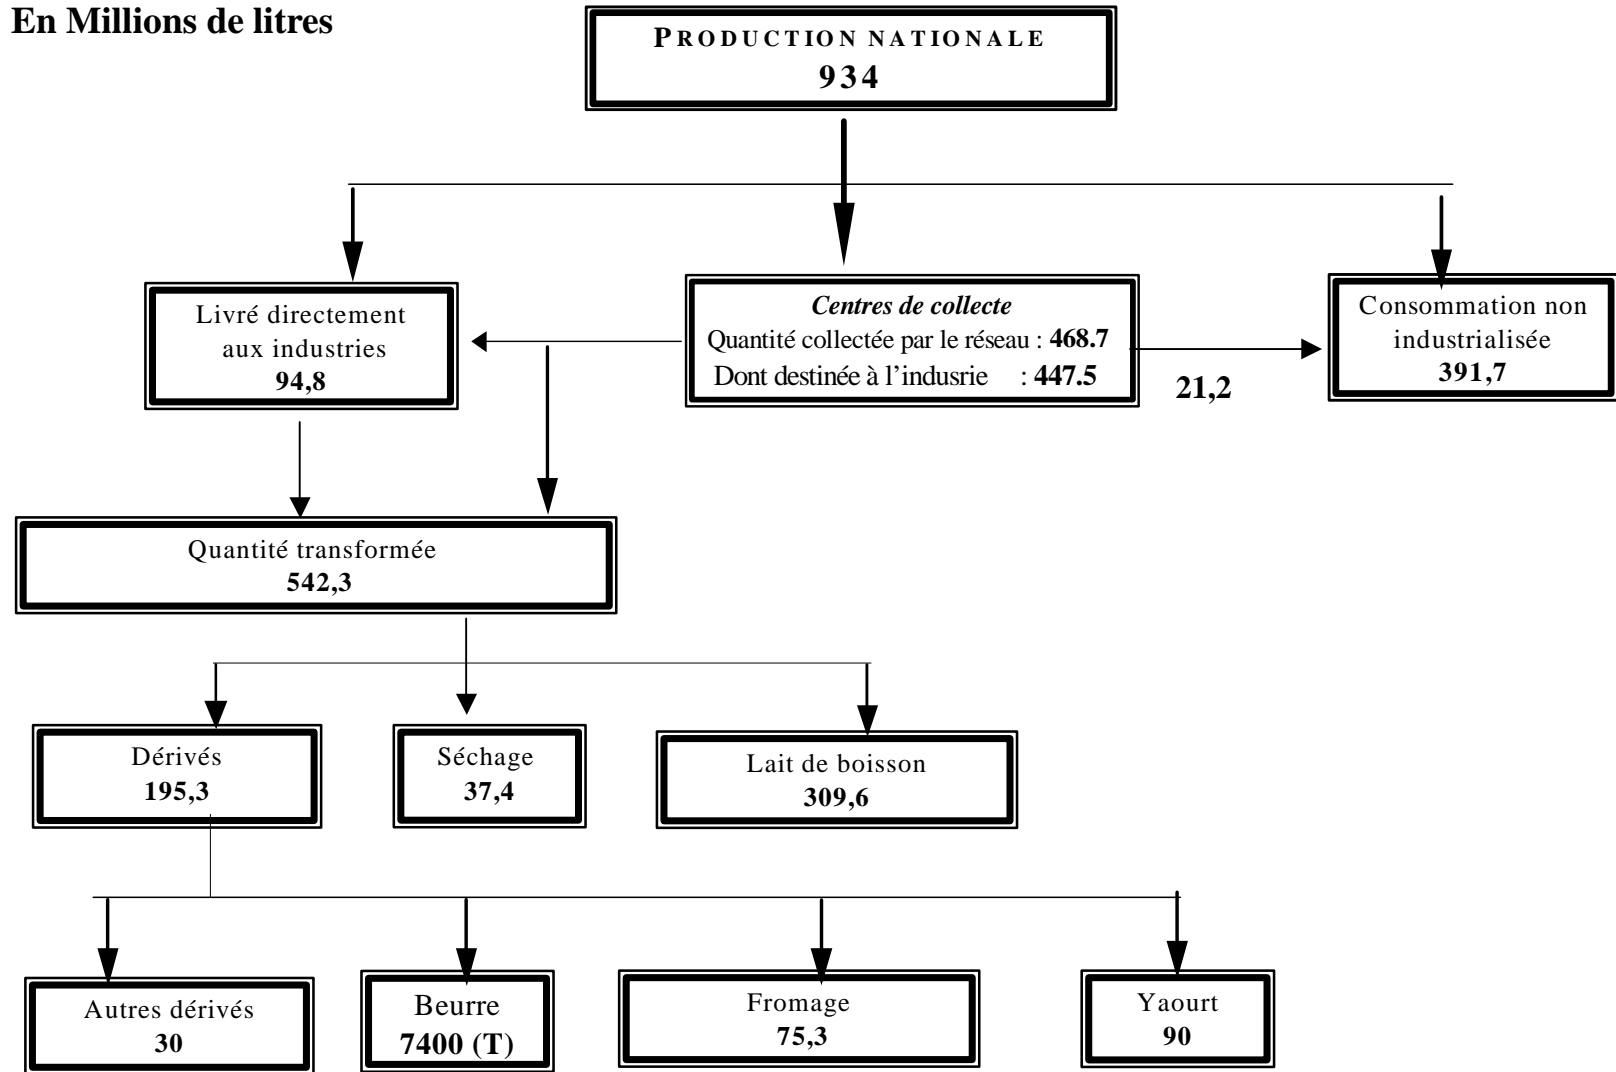 En Millions de litres
PRODUCTION NATIONALE
934
Livré directement
aux industries
94,8
Centres de collecte
Quantité collectée par le réseau : 468.7
Dont destinée à l'indusrie : 447.5
21,2
Consommation non
industrialisée
391,7
Quantité transformée
542,3
Dérivés
195,3
Séchage
37,4
Lait de boisson
309,6
Autres dérivés
30
Beurre
7400 (T)
Fromage
75,3
Yaourt
90